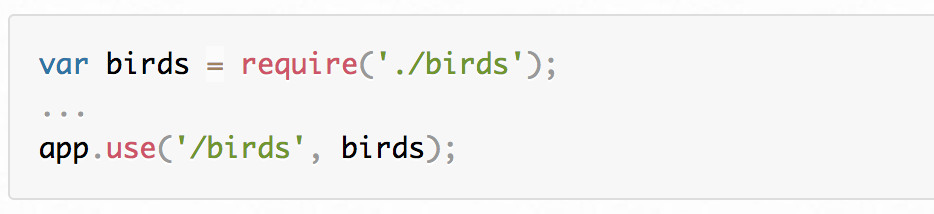 var birds = require('./birds');
...
app.use('/birds', birds);